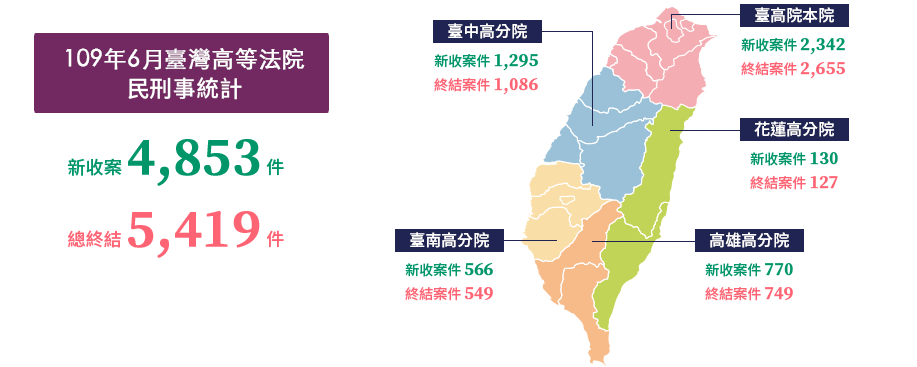 109年6月臺灣高等法院
民刑事統計
新收案 4,853 件
總終結 5,419 件
臺中高分院
新收案件 1,295
終結案件 1,086
臺高院本院
新收案件 2,342
終結案件 2,655
花蓮高分院
新收案件 130
終結案件 127
臺南高分院
新收案件 566
終結案件 549
高雄高分院
新收案件 770
終結案件 749